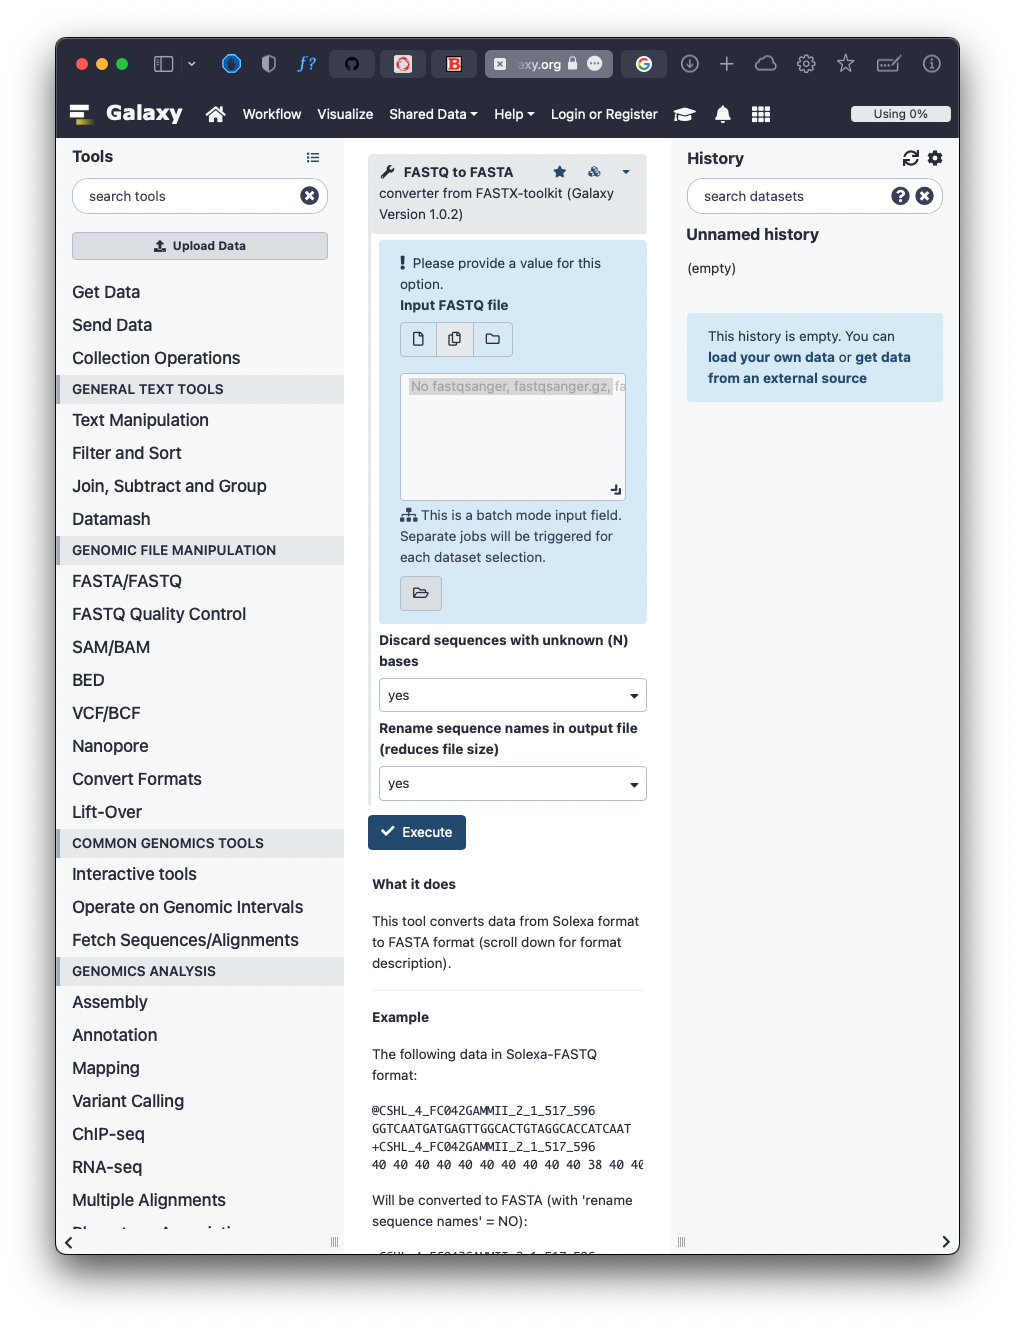 axy.org
Galaxy
Workflow
Visualize
Shared Data
Help
Login or Register
Using 0%
Tools
search tools
Upload Data
Get Data
Send Data
Collection Operations
GENERAL TEXT TOOLS
Text Manipulation
Filter and Sort
Join, Subtract and Group
Datamash
GENOMIC FILE MANIPULATION
FASTA/FASTQ
FASTQ Quality Control
SAM/BAM
BED
VCF/BCF
Nanopore
Convert Formats
Lift-Over
COMMON GENOMICS TOOLS
Interactive tools
Operate on Genomic Intervals
Fetch Sequences/Alignments
GENOMICS ANALYSIS
Assembly
Annotation
Mapping
Variant Calling
ChIP-seq
RNA-seq
Multiple Alignments
FASTQ to FASTA
converter from FASTX-toolkit (Galaxy
Version 1.0.2)
Please provide a value for this
option.
Input FASTQ file
No fastqsanger, fastqsanger.gz, fa
This is a batch mode input field.
Separate jobs will be triggered for
each dataset selection.
Discard sequences with unknown (N)
bases
yes
Rename sequence names in output file
(reduces file size)
yes
Execute
What it does
This tool converts data from Solexa format
to FASTA format (scroll down for format
description).
Example
The following data in Solexa-FASTQ
format:
@CSHL_4_FC042GAMMII_2_1_517_596
GGTCAATGATGAGTTGGCACTGTAGGCACCATCAAT
+CSHL_4_FC042GAMMII_2_1_517_596
40 40 40 40 40 40 40 40 40 40 38 40 40
Will be converted to FASTA (with 'rename
sequence names' = NO):
History
search datasets
Unnamed history
(empty)
This history is empty. You can
load your own data or get data
from an external source